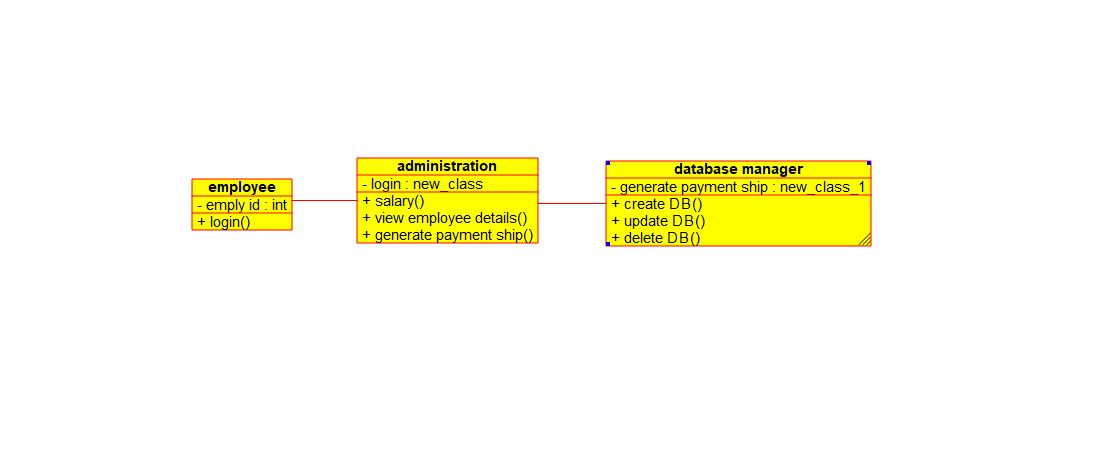 employee
- emply id : int
+ login()
administration
- login : new_class
+ salary()
+ view employee details()
+ generate payment ship()
database manager
- generate payment ship : new_class_1
+ create DB()
+ update DB()
+ delete DB()